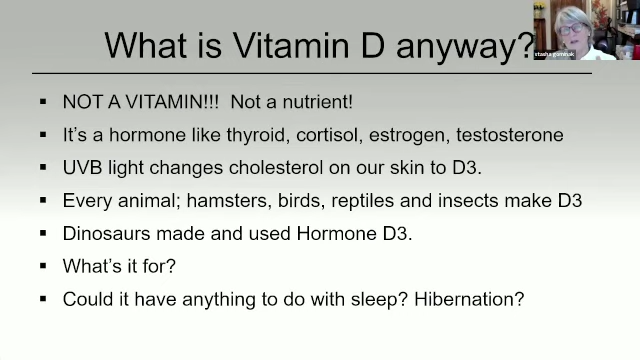 What is Vitamin D anyway?
stasha gominak
NOT A VITAMIN!!! Not a nutrient!
It's a hormone like thyroid, cortisol, estrogen, testosterone
UVB light changes cholesterol on our skin to D3.
Every animal; hamsters, birds, reptiles and insects make D3
Dinosaurs made and used Hormone D3.
What's it for?
Could it have anything to do with sleep? Hibernation?